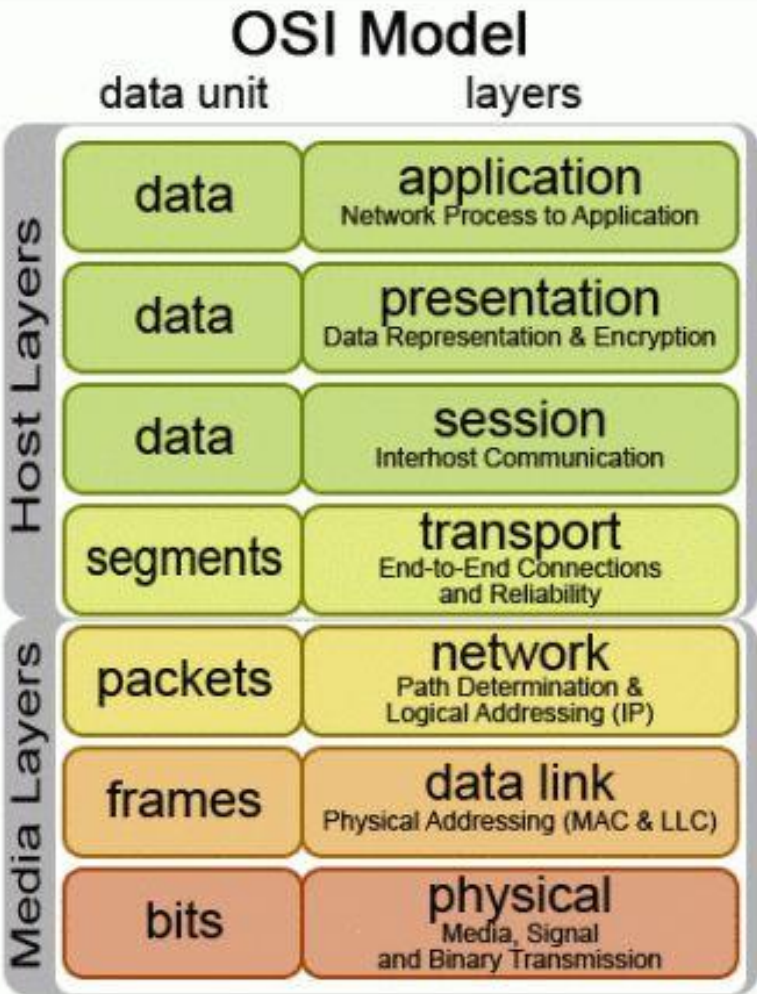 OSI Model
data unit layers
Host Layers
data
application
Network Process to Application
data
presentation
Data Representation & Encryption
data
session
Interhost Communication
segments
transport
End-to-End Connections
and Reliability
Media Layers
packets
network
Path Determination &
Logical Addressing (IP)
frames
data link
Physical Addressing (MAC & LLC)
bits
physical
Media, Signal
and Binary Transmission